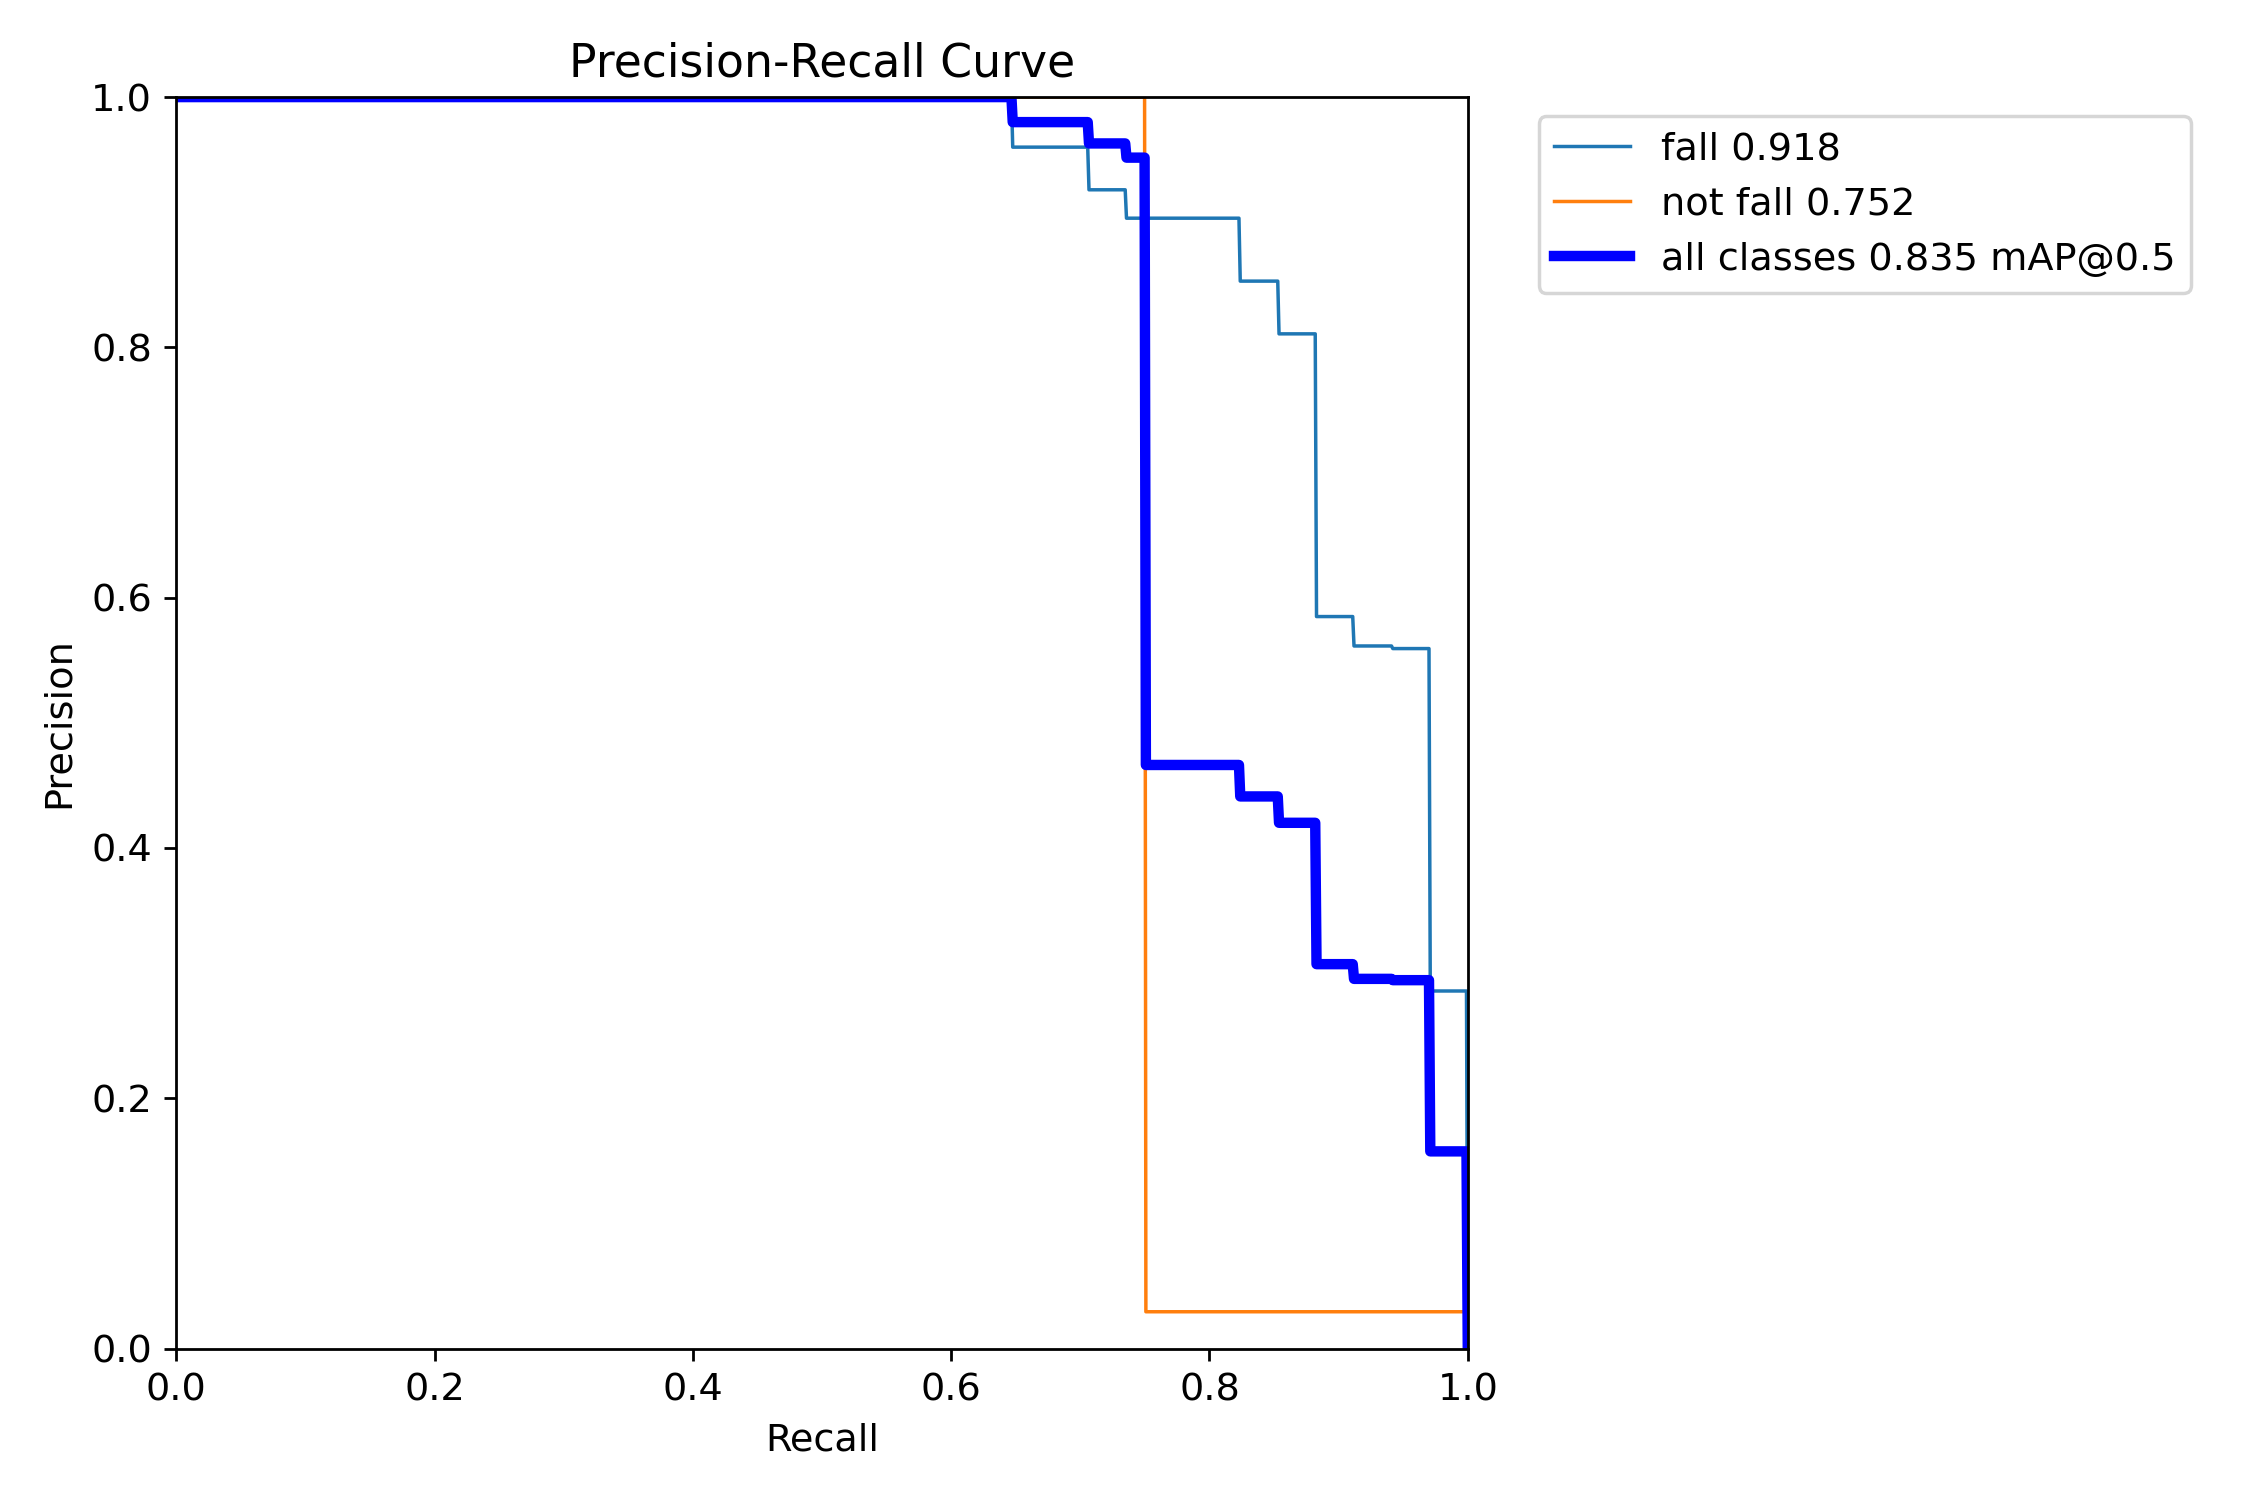 Precision-Recall Curve
1.0
0.8
0.6
0.4
0.2
0.0
Precision
0.0 0.2 0.4 0.6 0.8 1.0
Recall
fall 0.918
not fall 0.752
all classes 0.835 mAP@0.5